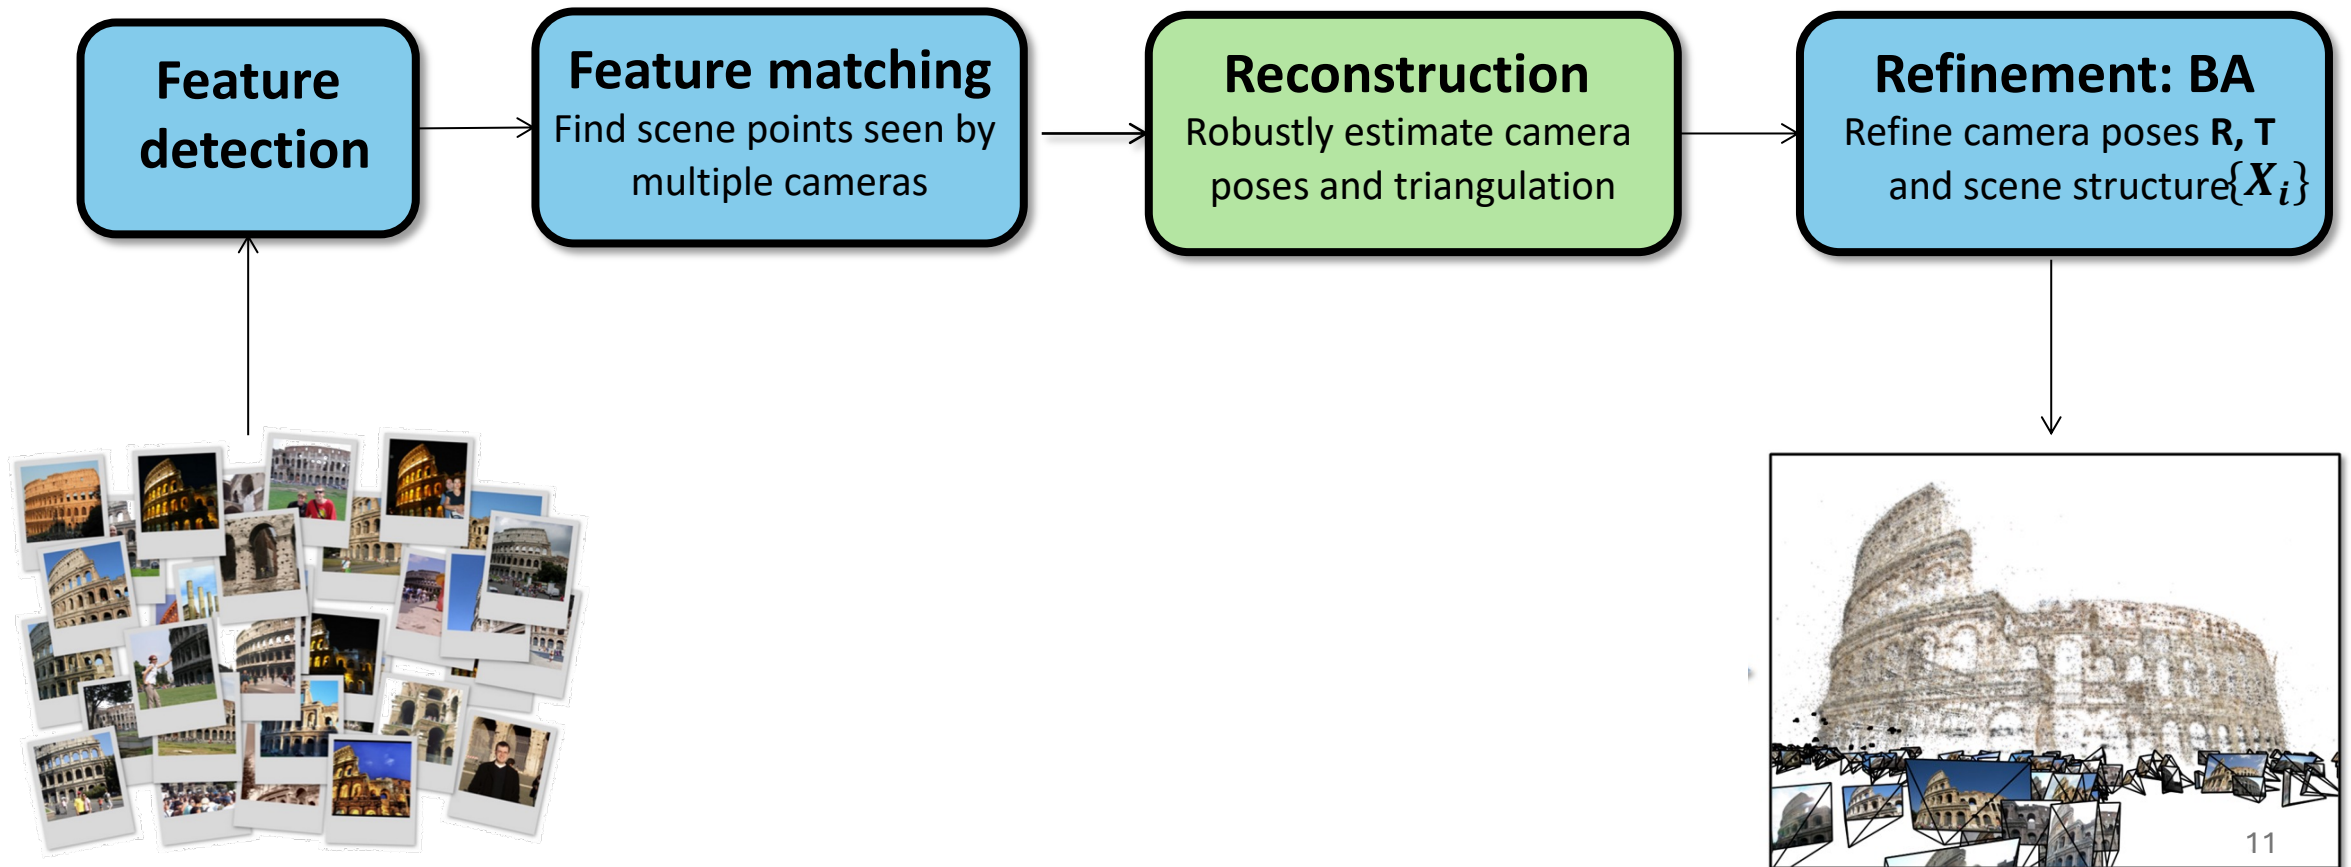 Feature
detection
Feature matching
Find scene points seen by
multiple cameras
Reconstruction
Robustly estimate camera
poses and triangulation
Refinement: BA
Refine camera poses R, T
and scene structure{X_i}
11